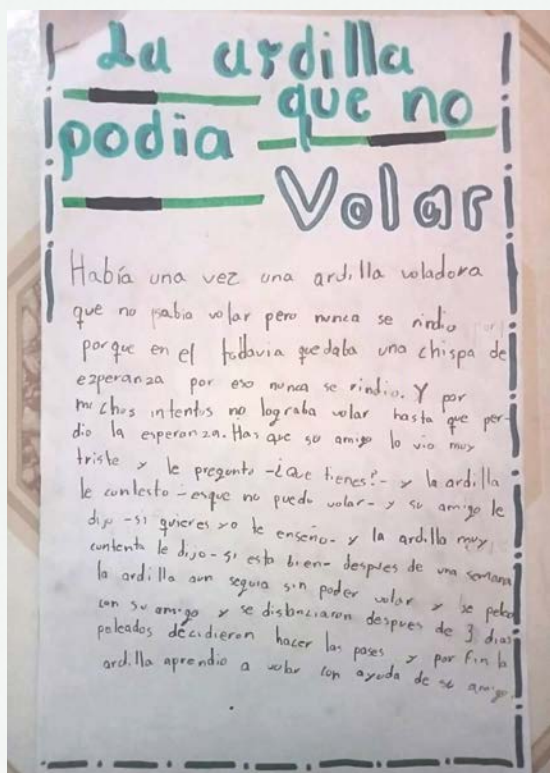 La ardilla
que no
podia
Volar
Había una vez una ardilla voladora
que no sabia volar pero nunca se rindio
porque en el todavia quedaba una chispa de
ezperanza por eso nunca se rindio. Y por
muchos intentos no lograba volar hasta que per-
dio la esperanza. Has que su amigo lo vio muy
triste y le pregunto -¿Que tienes?- y la ardilla
le contesto -esque no puedo volar- y su amigo le
dijo -si quieres yo te enseño- y la ardilla muy
contenta le dijo- si esta bien- despues de una semana
la ardilla aun seguia sin poder volar y se peleo
con su amigo y se distanciaron despues de 3 dias
peleados decidieron hacer las pases y por fin la
ardilla aprendio a volar con ayuda de su amigo.